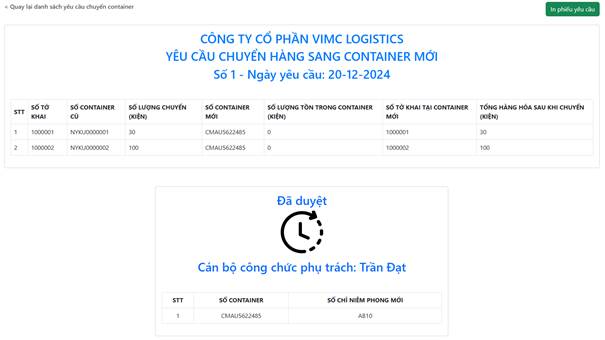 < Quay lại danh sách yêu cầu chuyển container
In phiếu yêu cầu
CÔNG TY CỔ PHẦN VIMC LOGISTICS
YÊU CẦU CHUYỂN HÀNG SANG CONTAINER MỚI
Số 1 - Ngày yêu cầu: 20-12-2024
STT SỐ TỜ KHAI SỐ CONTAINER CŨ SỐ LƯỢNG CHUYỂN (KIỆN) SỐ CONTAINER MỚI SỐ LƯỢNG TỒN TRONG CONTAINER (KIỆN) SỐ TỜ KHAI TẠI CONTAINER MỚI TỔNG HÀNG HÓA SAU KHI CHUYỂN (KIỆN)
1 1000001 NYKU0000001 30 CMAU5622485 0 1000001 30
2 1000002 NYKU0000002 100 CMAU5622485 0 1000002 100
Đã duyệt
Cán bộ công chức phụ trách: Trần Đạt
STT SỐ CONTAINER SỐ CHÌ NIÊM PHONG MỚI
1 CMAU5622485 AB10